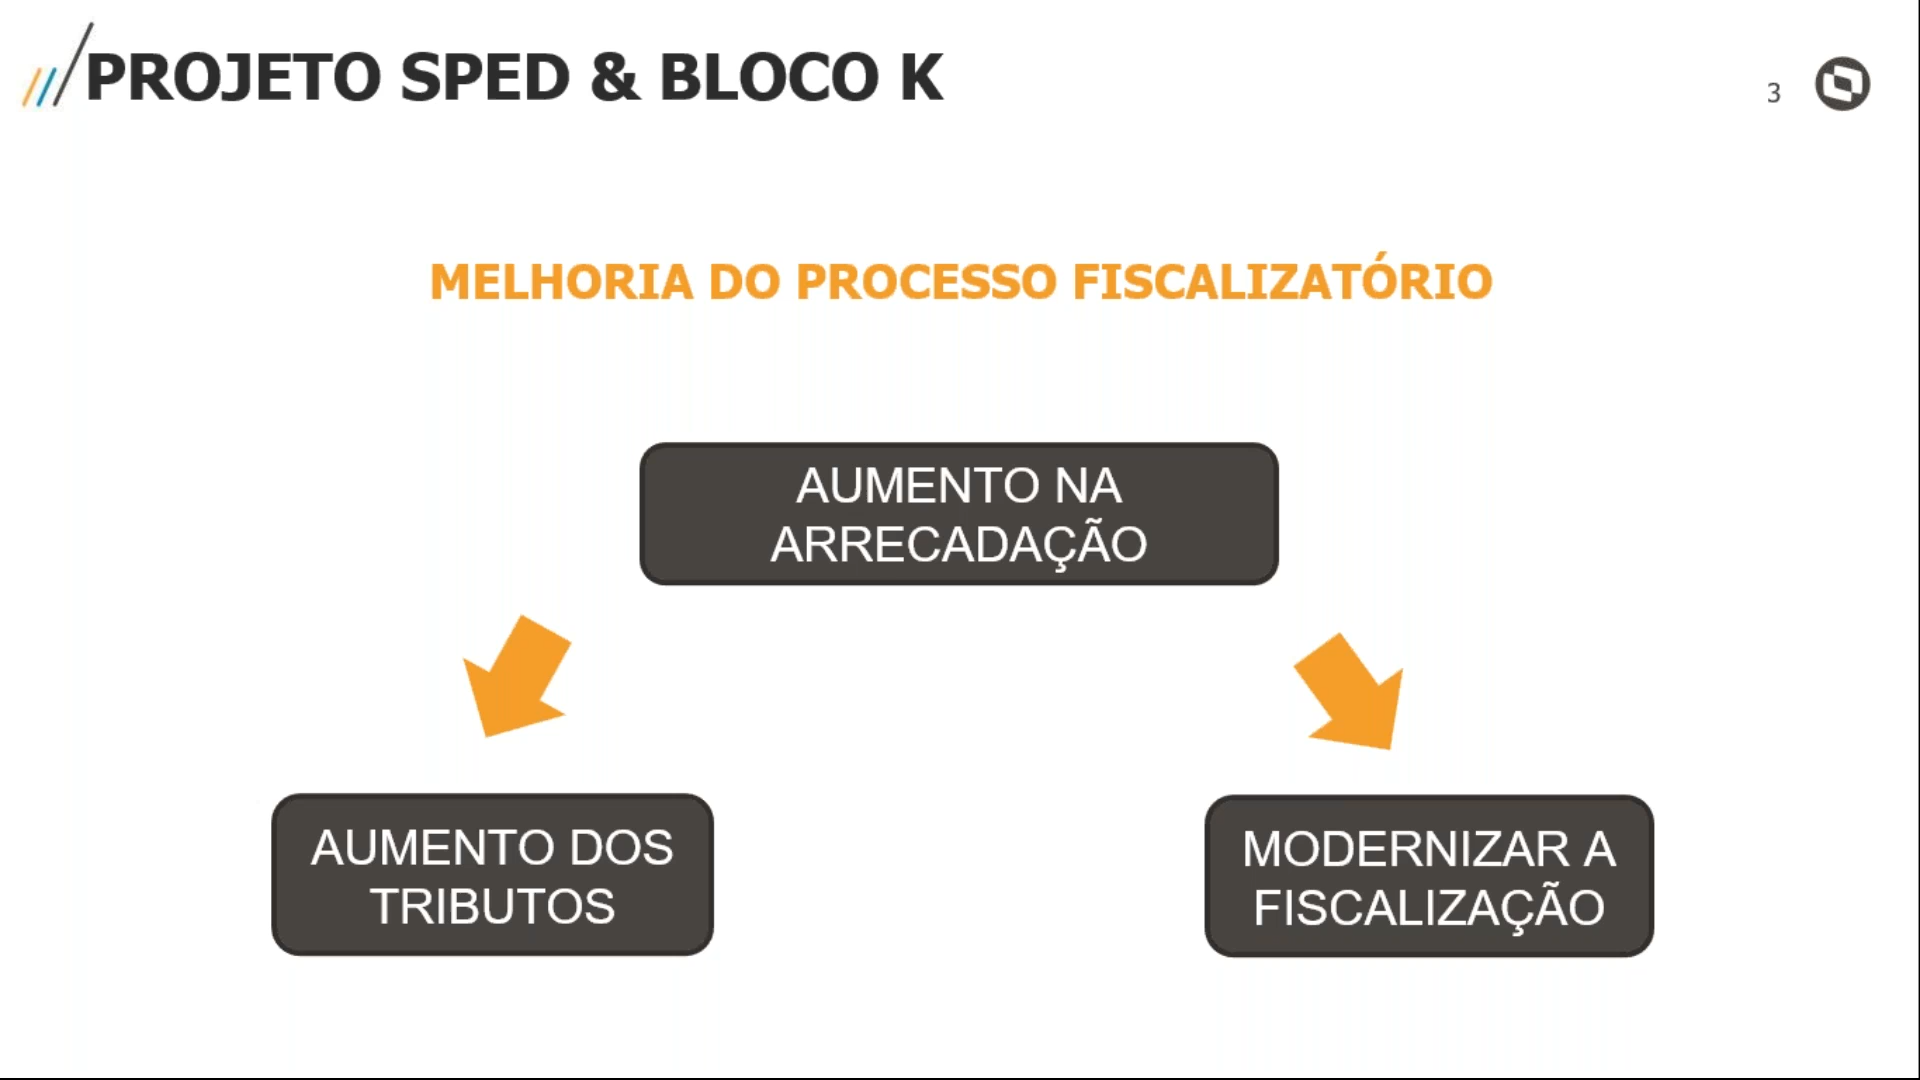 PROJETO SPED & BLOCO K
3
MELHORIA DO PROCESSO FISCALIZATÓRIO
AUMENTO NA
ARRECADAÇÃO
AUMENTO DOS
TRIBUTOS
MODERNIZAR A
FISCALIZAÇÃO